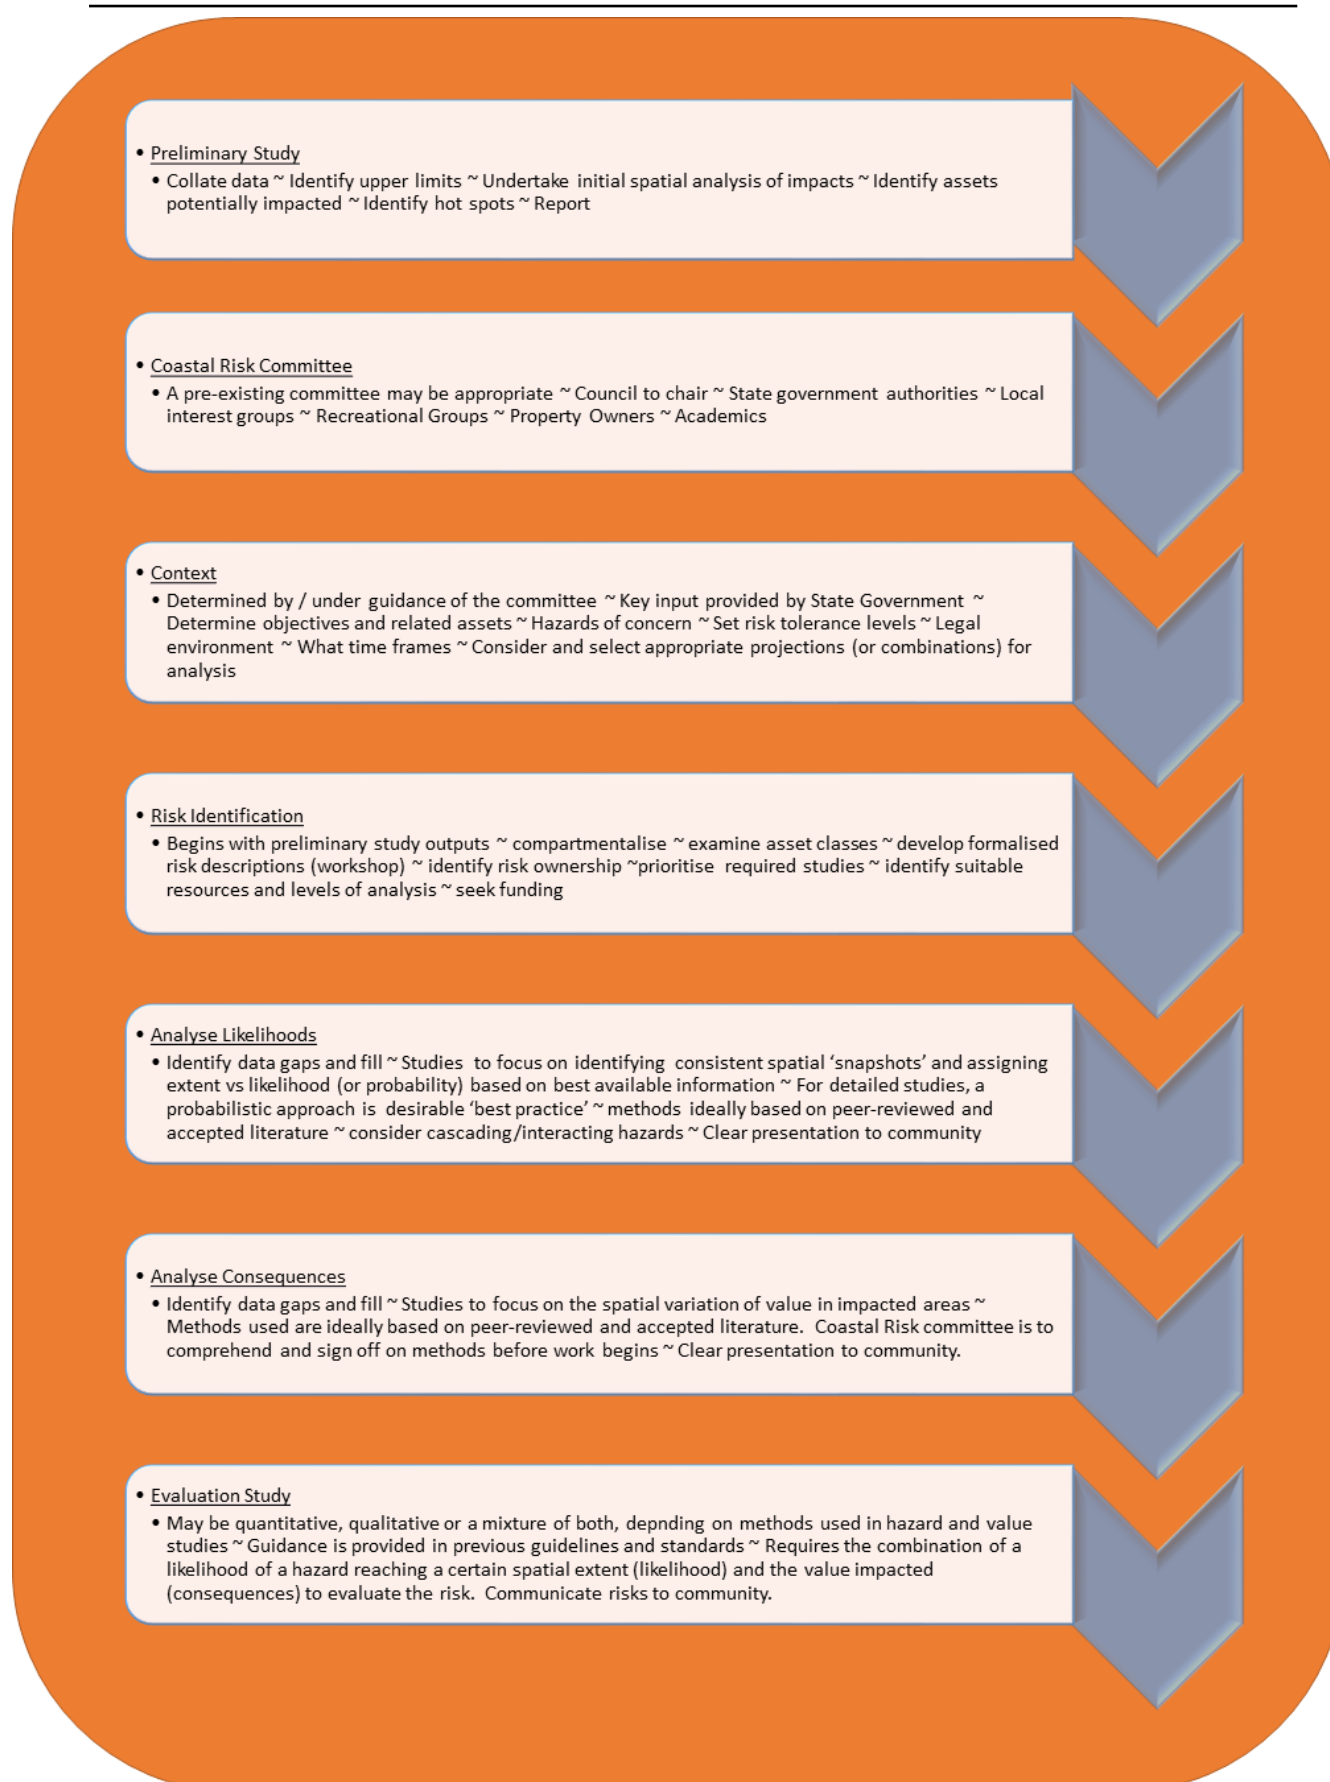 • Preliminary Study
• Collate data ~ Identify upper limits ~ Undertake initial spatial analysis of impacts ~ Identify assets
potentially impacted ~ Identify hot spots ~ Report
• Coastal Risk Committee
• A pre-existing committee may be appropriate ~ Council to chair ~ State government authorities ~ Local
interest groups ~ Recreational Groups ~ Property Owners ~ Academics
• Context
• Determined by / under guidance of the committee ~ Key input provided by State Government ~
Determine objectives and related assets ~ Hazards of concern ~ Set risk tolerance levels ~ Legal
environment ~ What time frames ~ Consider and select appropriate projections (or combinations) for
analysis
• Risk Identification
• Begins with preliminary study outputs ~ compartmentalise ~ examine asset classes ~ develop formalised
risk descriptions (workshop) ~ identify risk ownership ~prioritise required studies ~ identify suitable
resources and levels of analysis ~ seek funding
• Analyse Likelihoods
• Identify data gaps and fill ~ Studies to focus on identifying consistent spatial ‘snapshots’ and assigning
extent vs likelihood (or probability) based on best available information ~ For detailed studies, a
probabilistic approach is desirable ‘best practice’ ~ methods ideally based on peer-reviewed and
accepted literature ~ consider cascading/interacting hazards ~ Clear presentation to community
• Analyse Consequences
• Identify data gaps and fill ~ Studies to focus on the spatial variation of value in impacted areas ~
Methods used are ideally based on peer-reviewed and accepted literature. Coastal Risk committee is to
comprehend and sign off on methods before work begins ~ Clear presentation to community.
• Evaluation Study
• May be quantitative, qualitative or a mixture of both, depnding on methods used in hazard and value
studies ~ Guidance is provided in previous guidelines and standards ~ Requires the combination of a
likelihood of a hazard reaching a certain spatial extent (likelihood) and the value impacted
(consequences) to evaluate the risk. Communicate risks to community.